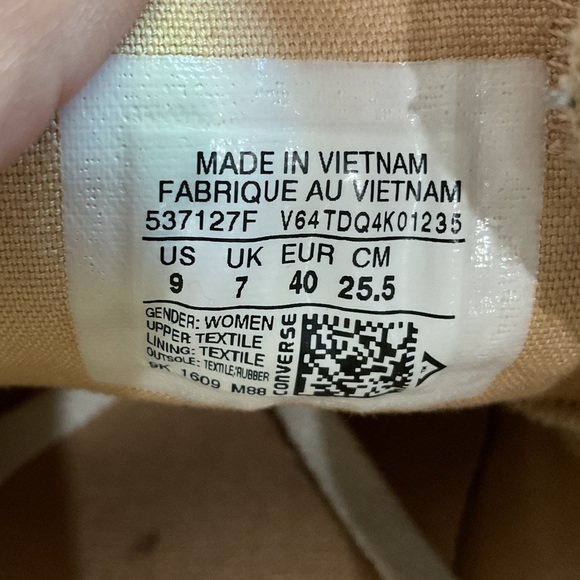 MADE IN VIETNAM
FABRIQUE AU VIETNAM
537127F V64TDQ4K01235
US UK EUR CM
9 7 40 25.5
GENDER: WOMEN
UPPER: TEXTILE
LINING: TEXTILE
OUTSOLE: TEXTILE/RUBBER
9K 1609 M88
CONVERSE